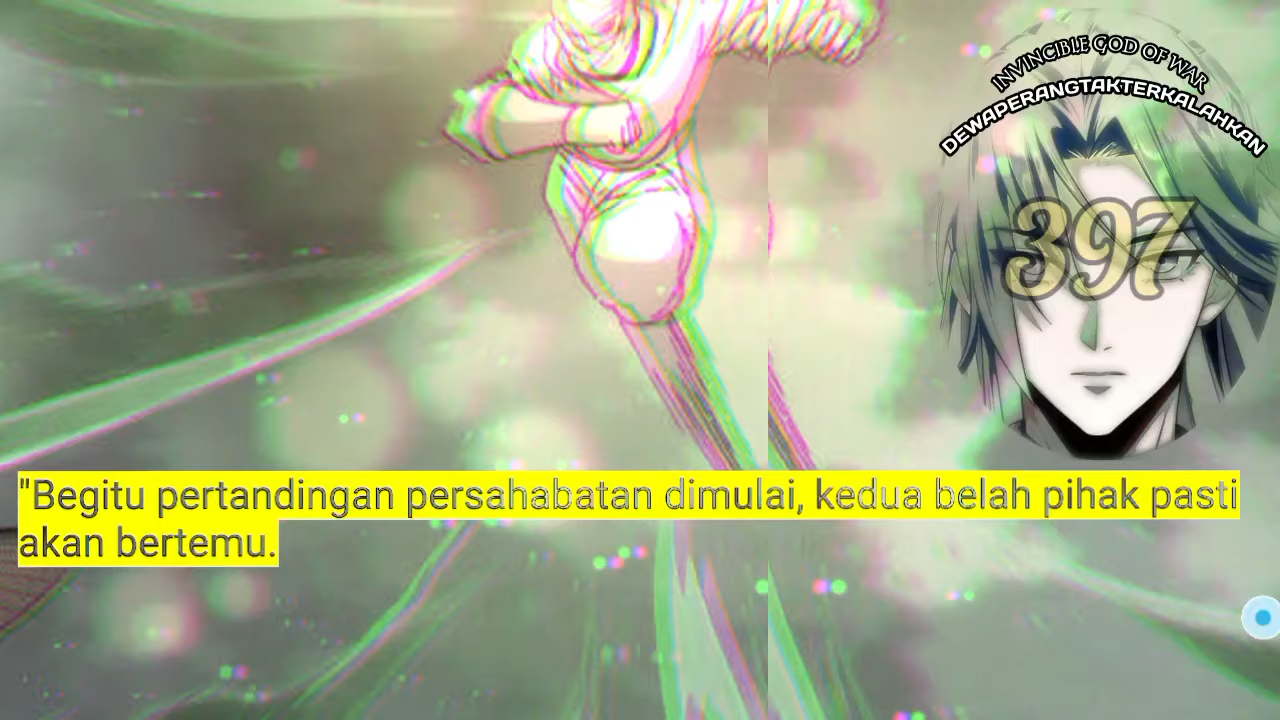 INVINCIBLE GOD OF WAR
DEWAPERANGTAKTERKALAHKAN
397
"Begitu pertandingan persahabatan dimulai, kedua belah pihak pasti
akan bertemu.